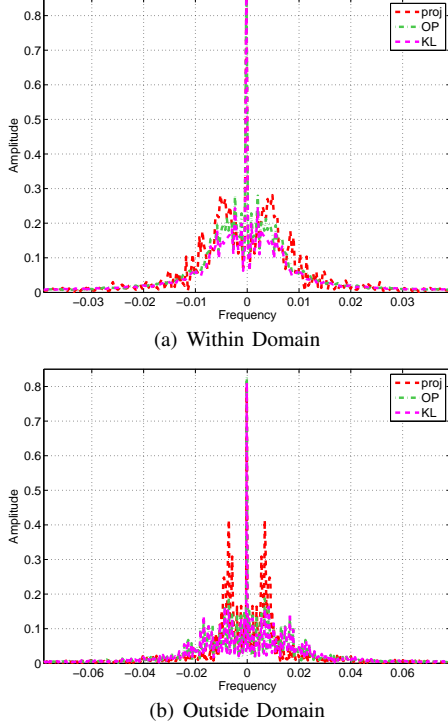 0.8
0.7
0.6
0.5
0.4
0.3
0.2
0.1
0
Amplitude
proj
OP
KL
−0.03 −0.02 −0.01 0 0.01 0.02 0.03
Frequency
(a) Within Domain
0.8
0.7
0.6
0.5
0.4
0.3
0.2
0.1
0
Amplitude
proj
OP
KL
−0.06 −0.04 −0.02 0 0.02 0.04 0.06
Frequency
(b) Outside Domain